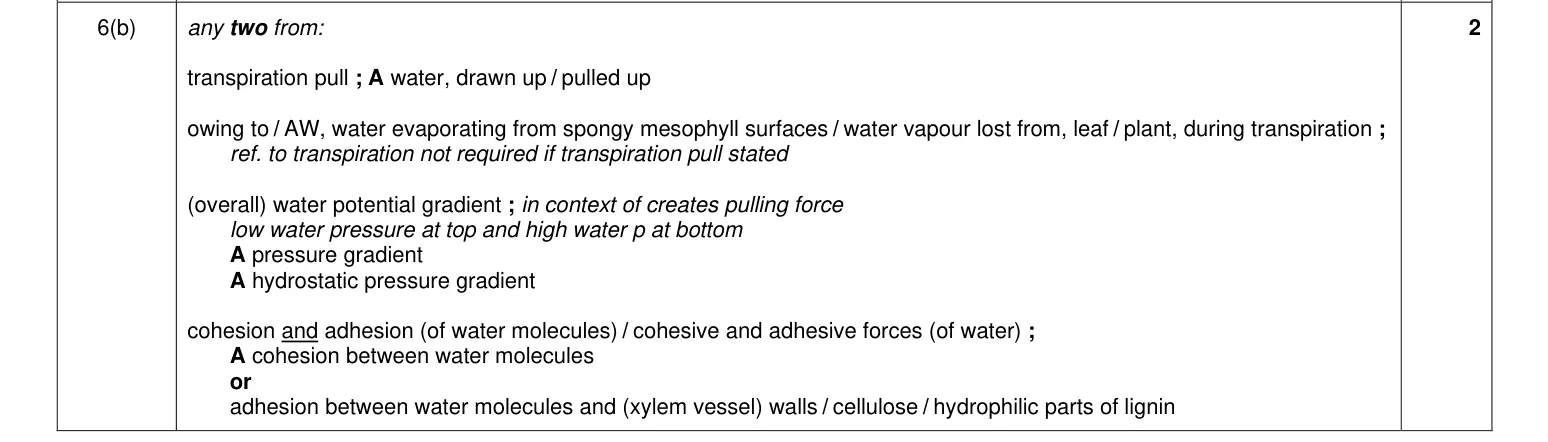 6(b) any two from: 2
transpiration pull ; A water, drawn up / pulled up
owing to / AW, water evaporating from spongy mesophyll surfaces / water vapour lost from, leaf / plant, during transpiration ;
ref. to transpiration not required if transpiration pull stated
(overall) water potential gradient ; in context of creates pulling force
low water pressure at top and high water p at bottom
A pressure gradient
A hydrostatic pressure gradient
cohesion and adhesion (of water molecules) / cohesive and adhesive forces (of water) ;
A cohesion between water molecules
or
adhesion between water molecules and (xylem vessel) walls / cellulose / hydrophilic parts of lignin